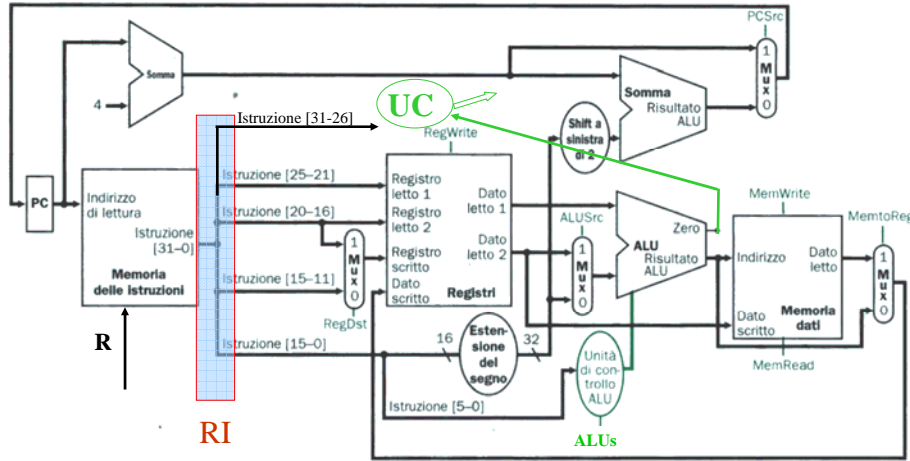 PCSrc
Somma
4
1
Mux
0
Somma
Risultato
ALU
UC
Istruzione [31-26]
RegWrite
Shift a
sinistra
di 2
PC
Indirizzo
di lettura
Istruzione
[31–0]
Memoria
delle istruzioni
Istruzione [25–21]
Istruzione [20–16]
Istruzione [15–11]
Istruzione [15–0]
1
Mux
0
RegDst
Registro
letto 1
Registro
letto 2
Registro
scritto
Dato
scritto
Dato
letto 1
Dato
letto 2
Registri
ALUSrc
1
Mux
0
Zero
ALU
Risultato
ALU
MemWrite
Indirizzo
Dato
letto
Dato
scritto
Memoria
dati
MemRead
MemtoReg
1
Mux
0
R
RI
16
Esten-
sione
del
segno
32
Istruzione [5–0]
Unità
di con-
trollo
ALU
ALUs